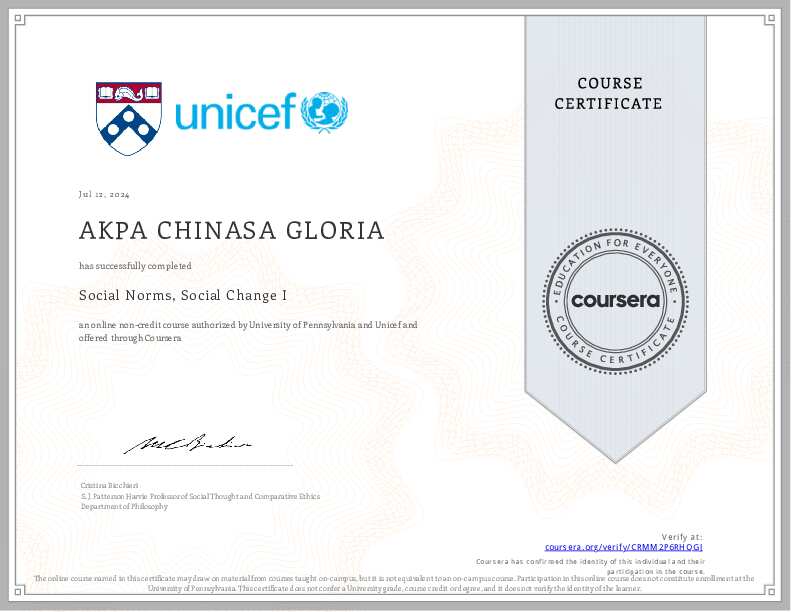 COURSE
CERTIFICATE
unicef
Jul 12, 2024
AKPA CHINASA GLORIA
has successfully completed
Social Norms, Social Change I
an online non-credit course authorized by University of Pennsylvania and Unicef and
offered through Coursera
EDUCATION FOR EVERYONE
coursera
COURSE CERTIFICATE
Cristina Bicchieri
S. J. Patterson Harvie Professor of Social Thought and Comparative Ethics
Department of Philosophy
Verify at:
coursera.org/verify/CRMM2P6RHQGJ
Coursera has confirmed the identity of this individual and their
participation in the course.
The online course named in this certificate may draw on material from courses taught on-campus, but it is not equivalent to an on-campus course. Participation in this online course does not constitute enrollment at the
University of Pennsylvania. This certificate does not confer a University grade, course credit or degree, and it does not verify the identity of the learner.